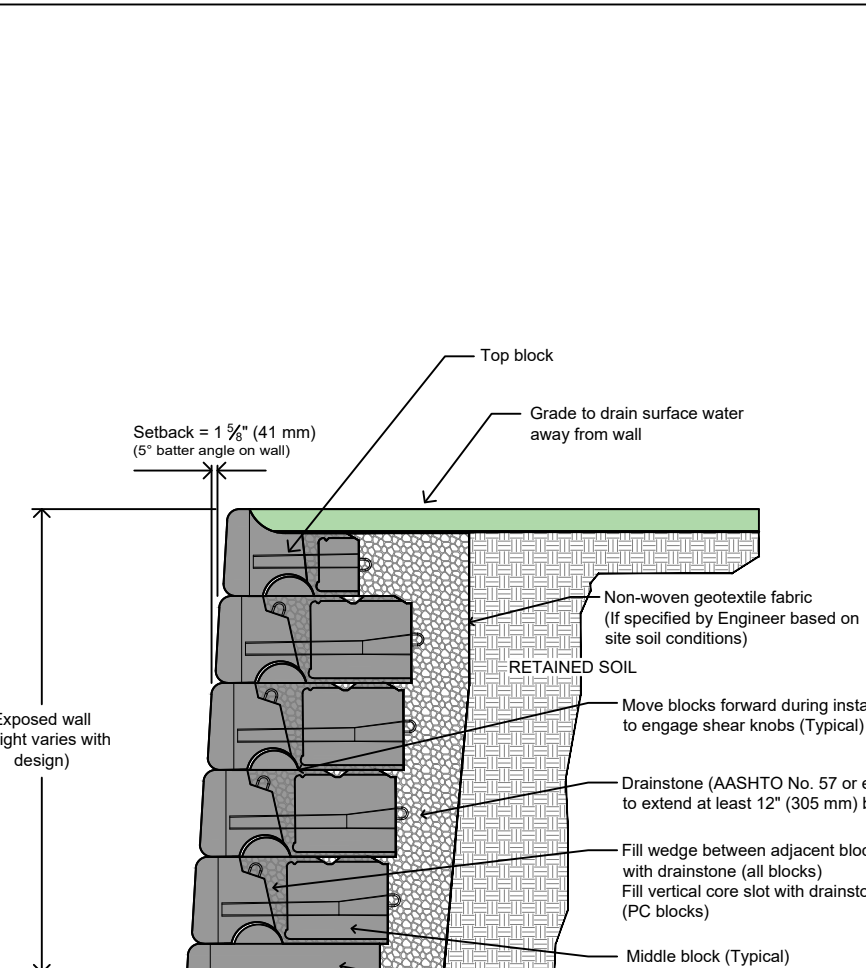 Top block
Grade to drain surface water
away from wall
Setback = 1 ⅝" (41 mm)
(5° batter angle on wall)
Non-woven geotextile fabric
(If specified by Engineer based on
site soil conditions)
RETAINED SOIL
Exposed wall
ight varies with
design)
Move blocks forward during insta
to engage shear knobs (Typical)
Drainstone (AASHTO No. 57 or e
to extend at least 12" (305 mm) b
Fill wedge between adjacent bloc
with drainstone (all blocks)
Fill vertical core slot with drainsto
(PC blocks)
Middle block (Typical)